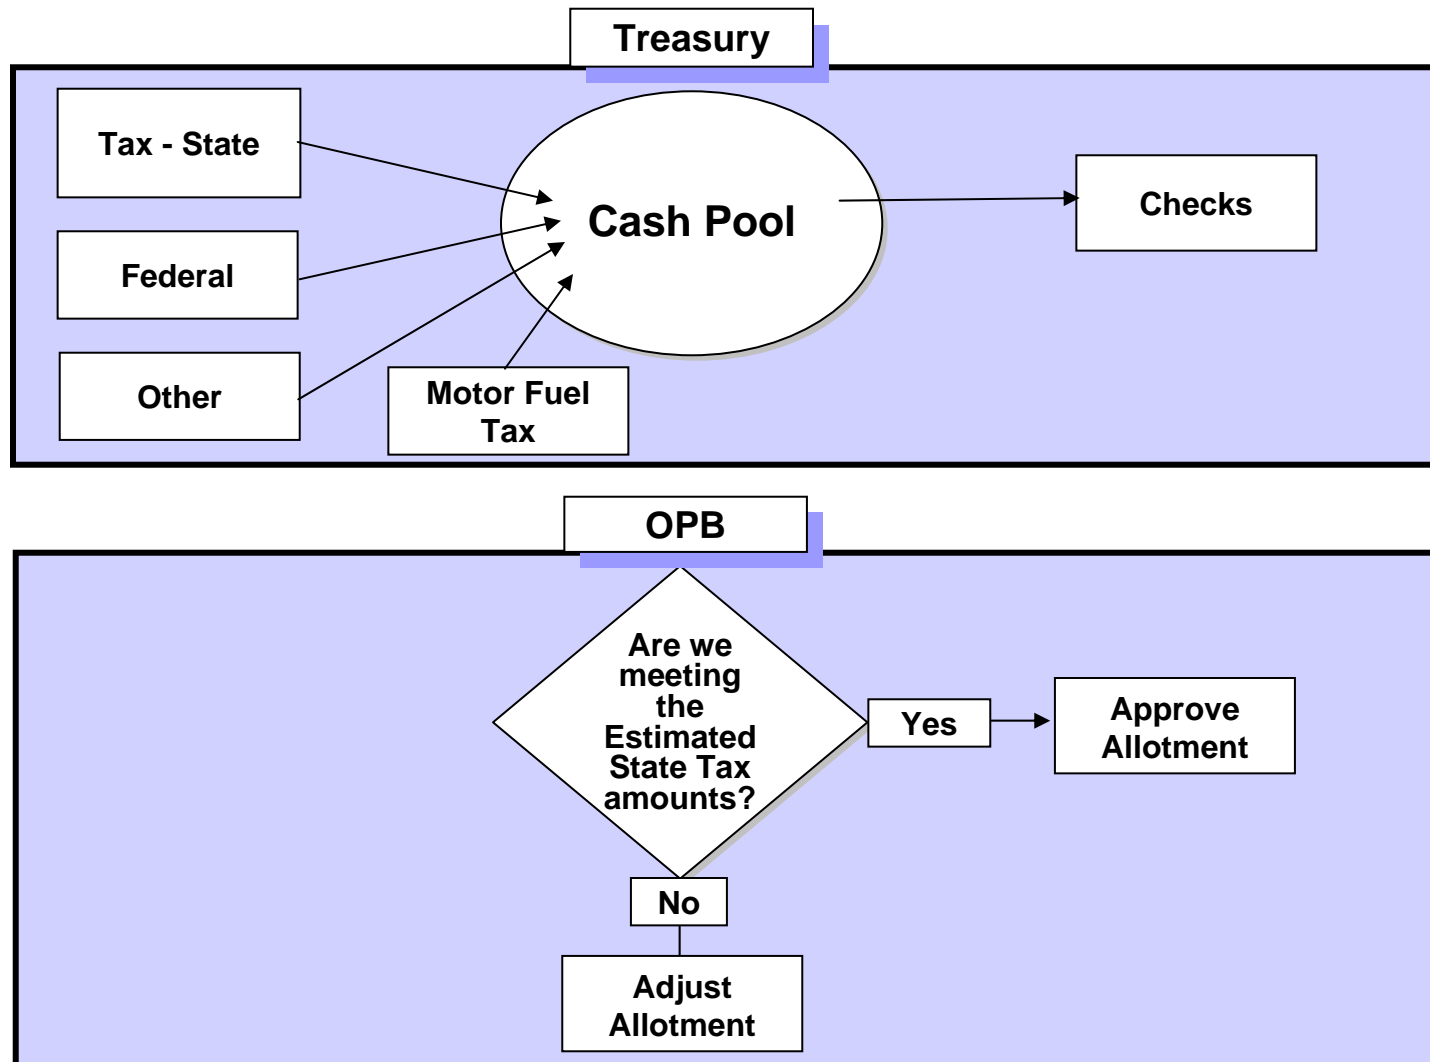 Treasury
Tax - State
Cash Pool
Checks
Federal
Other
Motor Fuel
Tax
OPB
Are we
meeting
the
Estimated
State Tax
amounts?
Yes
Approve
Allotment
No
Adjust
Allotment